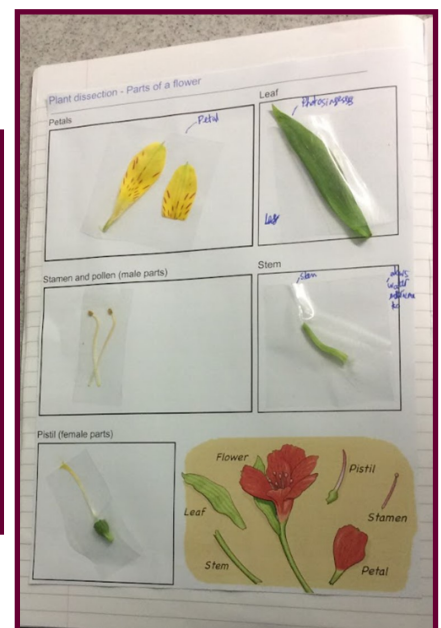 Plant dissection - Parts of a flower
Petals
Petal
Leaf
Leaf
Stamen and pollen (male parts)
Stem
Stem
Pistil (female parts)
Flower
Pistil
Leaf
Stamen
Stem
Petal